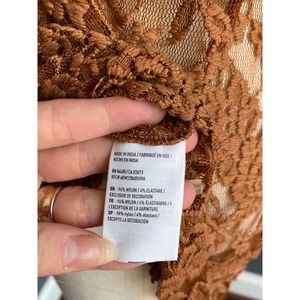 MADE IN INDIA / FABRIQUÉ EN INDE /
HECHO EN INDIA
EN : 96% NYLON / 4% ELASTANE /
EXCLUSIVE OF DECORATION
FR : 96% NYLON / 4% ÉLASTHANNE /
L'EXCEPTION DE LA GARNITURE
SP : 96% nylon / 4% elastano /
EXCEPTO LA DECORACIÓN